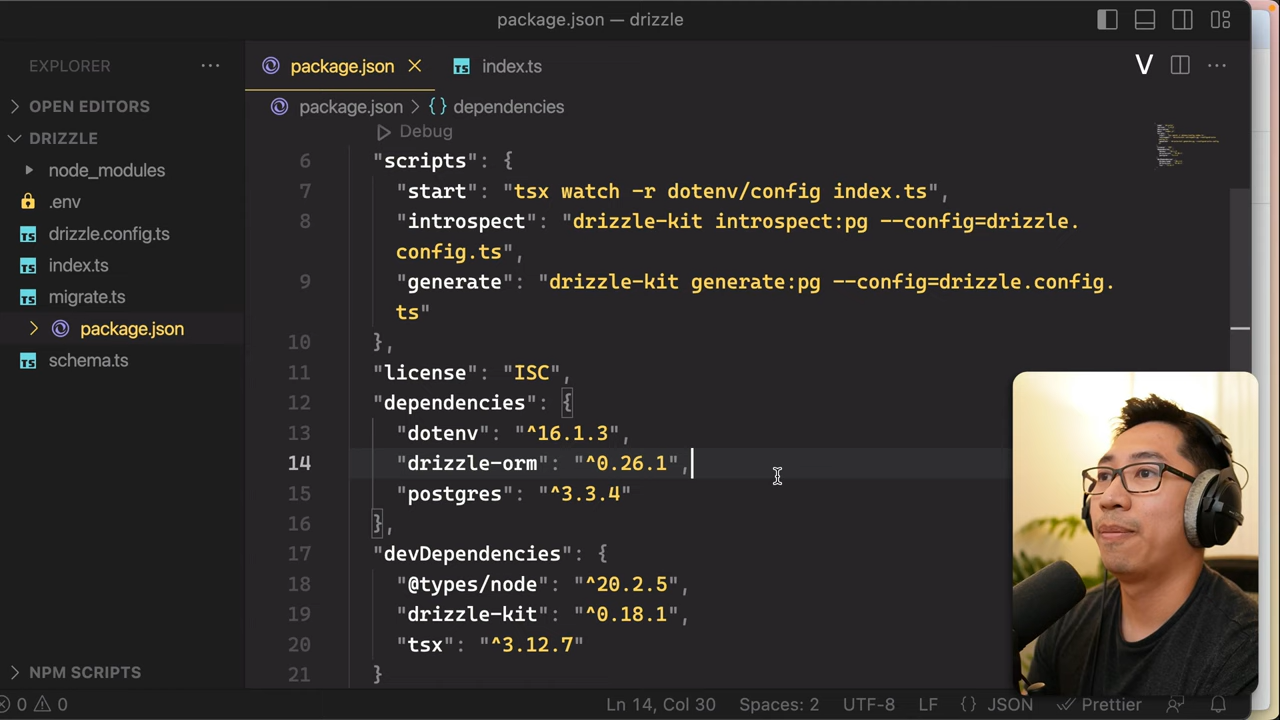 package.json — drizzle
EXPLORER
package.json
index.ts
V
OPEN EDITORS
package.json > {} dependencies
DRIZZLE
Debug
node_modules
6 "scripts": {
7 "start": "tsx watch -r dotenv/config index.ts",
.env
8 "introspect": "drizzle-kit introspect:pg --config=drizzle.
drizzle.config.ts
config.ts",
index.ts
9 "generate": "drizzle-kit generate:pg --config=drizzle.config.
migrate.ts
ts"
package.json
10 },
schema.ts
11 "license": "ISC",
12 "dependencies": {
13 "dotenv": "^16.1.3",
14 "drizzle-orm": "^0.26.1",
15 "postgres": "^3.3.4"
16 },
17 "devDependencies": {
18 "@types/node": "^20.2.5",
19 "drizzle-kit": "^0.18.1",
20 "tsx": "^3.12.7"
NPM SCRIPTS
21 }
0 0
Ln 14, Col 30
Spaces: 2
UTF-8
LF
{} JSON
Prettier